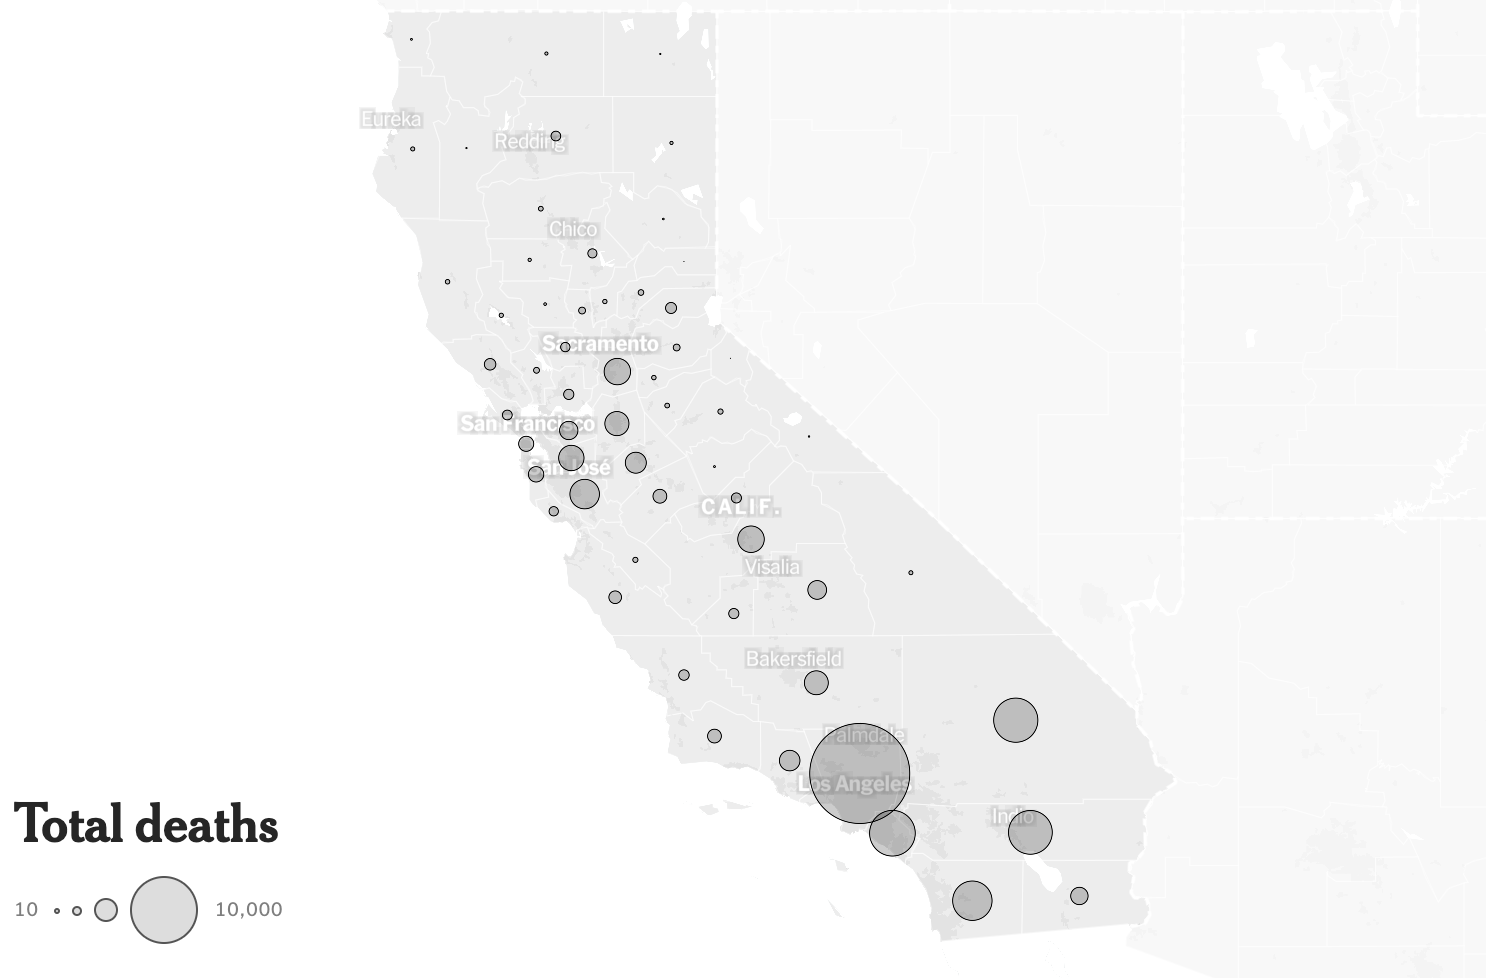 Eureka
Redding
Chico
Sacramento
San Francisco
San José
CALIF.
Visalia
Bakersfield
Palmdale
Los Angeles
Indio
Total deaths
10
10,000